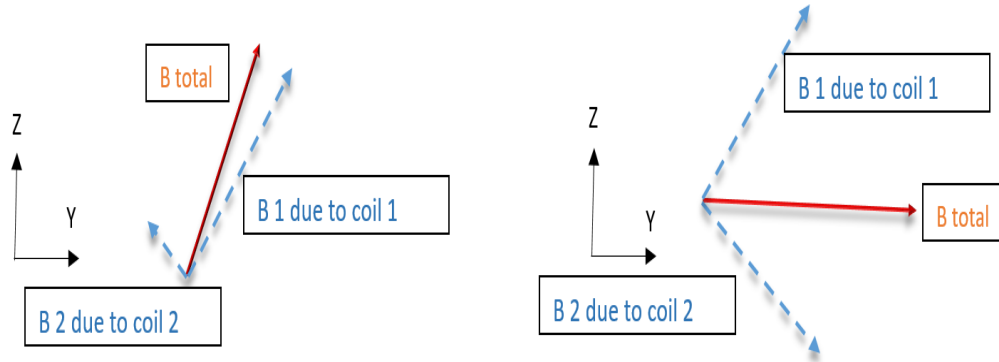 B total
Z
B 1 due to coil 1
Y
B 2 due to coil 2
B 1 due to coil 1
Z
B total
Y
B 2 due to coil 2